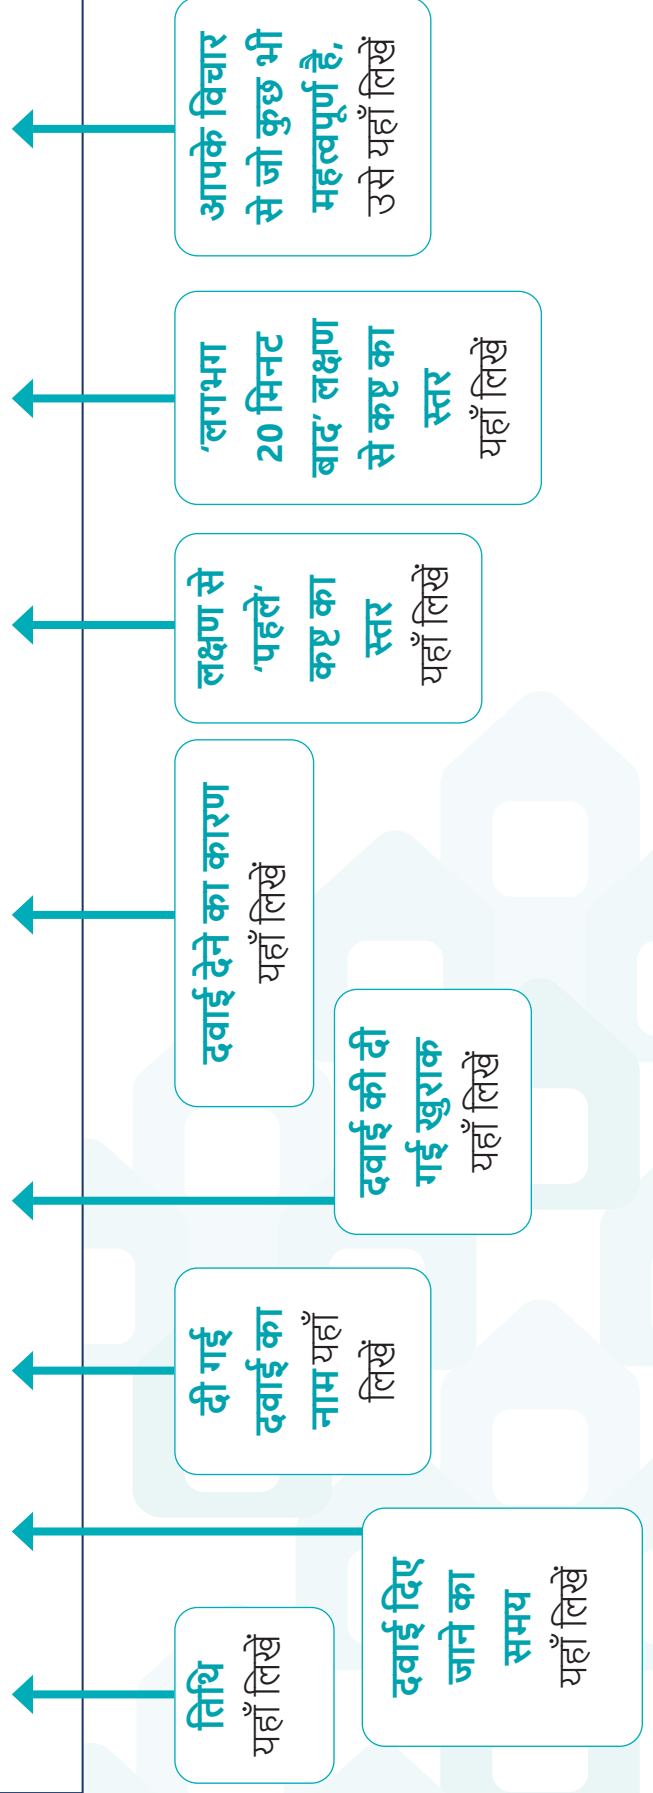 तिथि
यहाँ लिखें
दवाई दिए
जाने का
समय
यहाँ लिखें
दी गई
दवाई का
नाम यहाँ
लिखें
दवाई की दी
गई खुराक
यहाँ लिखें
दवाई देने का कारण
यहाँ लिखें
लक्षण से
‘पहले’
कष्ट का
स्तर
यहाँ लिखें
‘लगभग
20 मिनट
बाद’ लक्षण
से कष्ट का
स्तर
यहाँ लिखें
आपके विचार
से जो कुछ भी
महत्वपूर्ण है,
उसे यहाँ लिखें